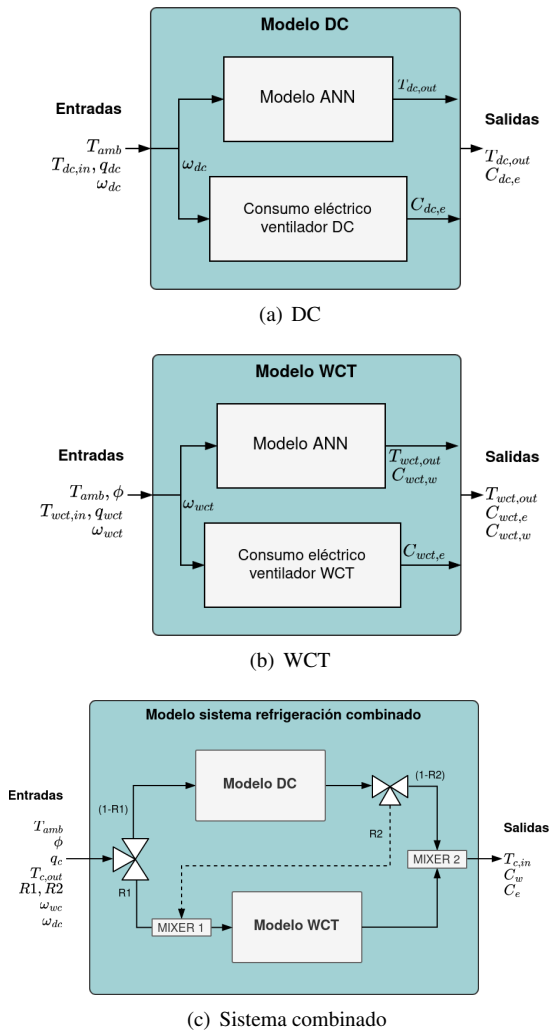 Modelo DC
Entradas
T_{amb}
T_{dc,in}, q_{dc}
ω_{dc}
ω_{dc}
Modelo ANN
T_{dc,out}
Consumo eléctrico
ventilador DC
C_{dc,e}
Salidas
T_{dc,out}
C_{dc,e}
(a) DC
Modelo WCT
Entradas
T_{amb}, ϕ
T_{wct,in}, q_{wct}
ω_{wct}
ω_{wct}
Modelo ANN
T_{wct,out}
C_{wct,w}
Consumo eléctrico
ventilador WCT
C_{wct,e}
Salidas
T_{wct,out}
C_{wct,e}
C_{wct,w}
(b) WCT
Modelo sistema refrigeración combinado
Entradas
T_{amb}
ϕ
q_c
T_{c,out}
R1, R2
ω_{wc}
ω_{dc}
(1-R1)
R1
Modelo DC
(1-R2)
R2
MIXER 1
Modelo WCT
MIXER 2
Salidas
T_{c,in}
C_w
C_e
(c) Sistema combinado